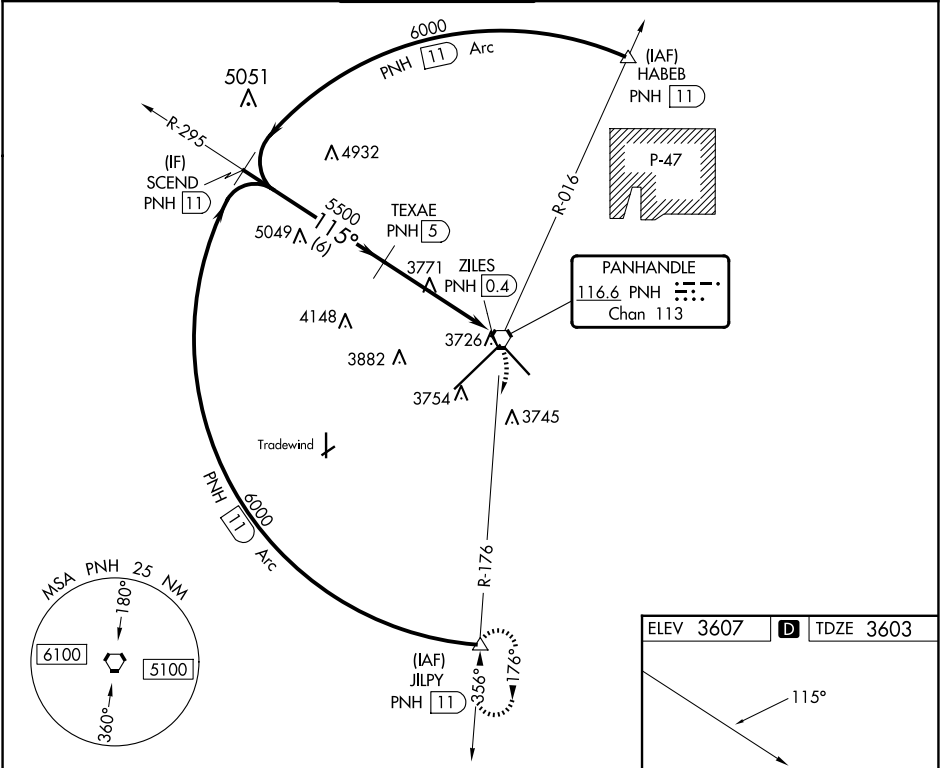 6000
PNH 11 Arc
(IAF)
HABEB
PNH 11
5051
R-295
4932
P-47
(IF)
SCEND
PNH 11
R-016
5500
115°
(6)
5049
TEXAE
PNH 5
3771
ZILES
PNH 0.4
PANHANDLE
116.6 PNH
Chan 113
4148
3726
3882
3754
3745
Tradewind
6000
PNH 11 Arc
R-176
MSA PNH 25 NM
180°
6100
5100
360°
(IAF)
JILPY
PNH 11
356°
176°
ELEV 3607 D TDZE 3603
115°